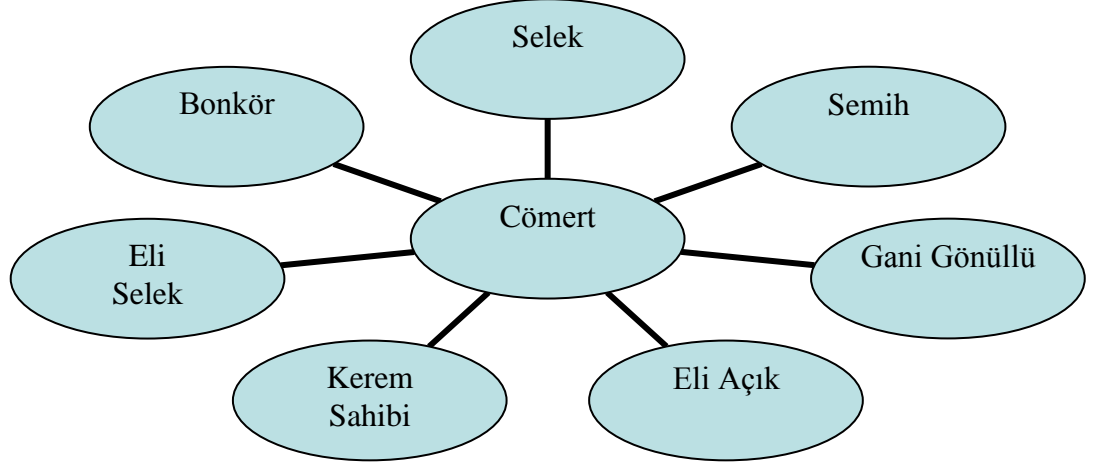 Selek
Bonkör
Semih
Cömert
Eli
Selek
Gani Gönüllü
Kerem
Sahibi
Eli Açık